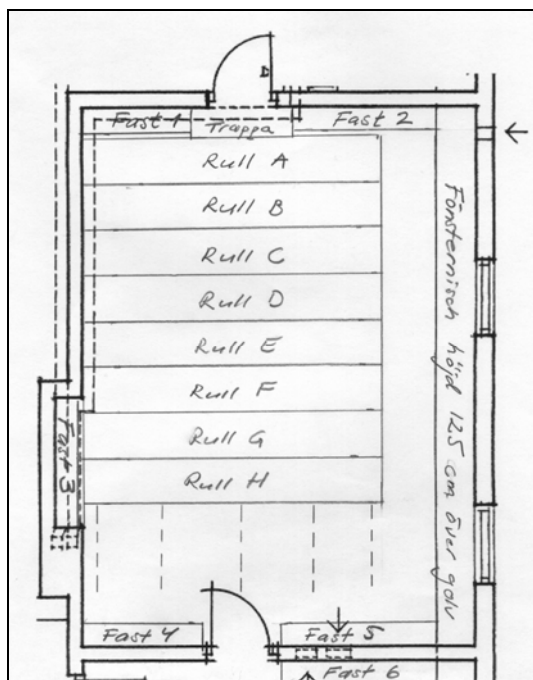 Fast 1
Trappa
Fast 2
Rull A
Rull B
Rull C
Rull D
Rull E
Rull F
Rull G
Rull H
Fast 3
Fönsternisch höjd 125 cm över golv
Fast 4
Fast 5
Fast 6